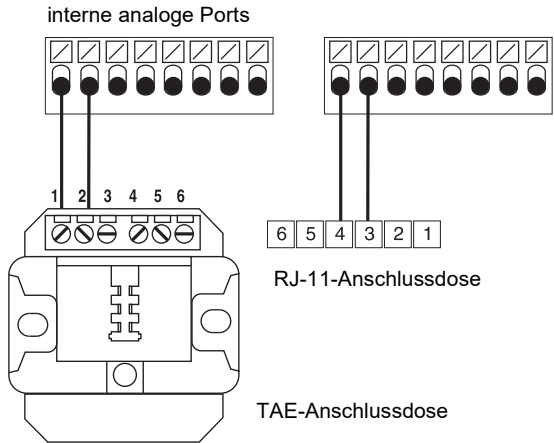 interne analoge Ports
1 2 3 4 5 6
6 5 4 3 2 1
RJ-11-Anschlussdose
TAE-Anschlussdose